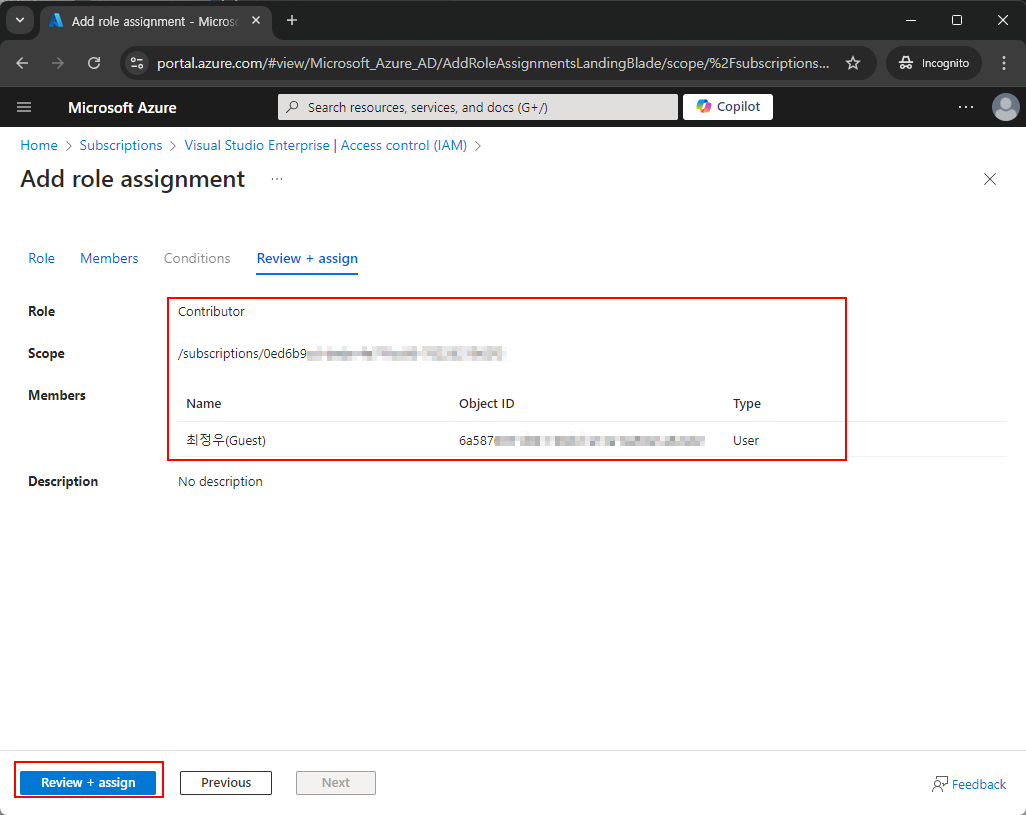 Add role assignment - Micros
portal.azure.com/#view/Microsoft_Azure_AD/AddRoleAssignmentsLandingBlade/scope/%2Fsubscriptions...
Incognito
Microsoft Azure
Search resources, services, and docs (G+/)
Copilot
Home > Subscriptions > Visual Studio Enterprise | Access control (IAM) >
Add role assignment ...
Role Members Conditions Review + assign
Role Contributor
Scope /subscriptions/0ed6b9
Members
Name Object ID Type
최정우(Guest) 6a587 User
Description No description
Review + assign Previous Next
Feedback